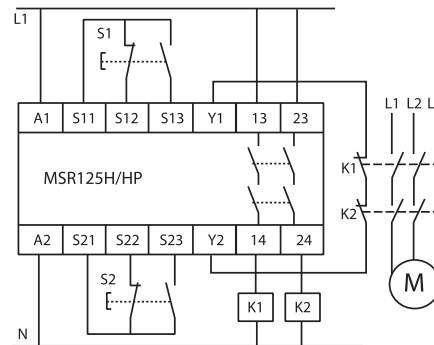 L1
S1
A1 S11 S12 S13 Y1 13 23
L1 L2 L
MSR125H/HP
K1
K2
A2 S21 S22 S23 Y2 14 24
S2
K1 K2
M
N